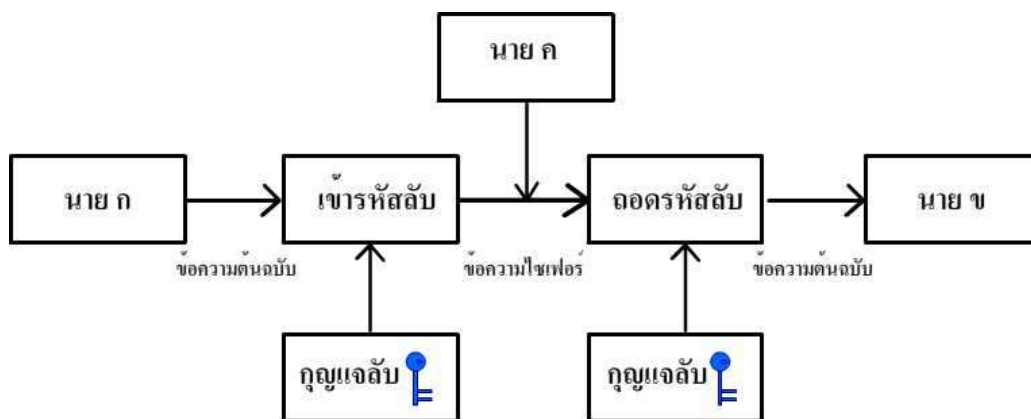 นาย ค
นาย ก
เข้ารหัสลับ
ถอดรหัสลับ
นาย ข
ข้อความต้นฉบับ
ข้อความไซเฟอร์
ข้อความต้นฉบับ
กุญแจลับ
กุญแจลับ